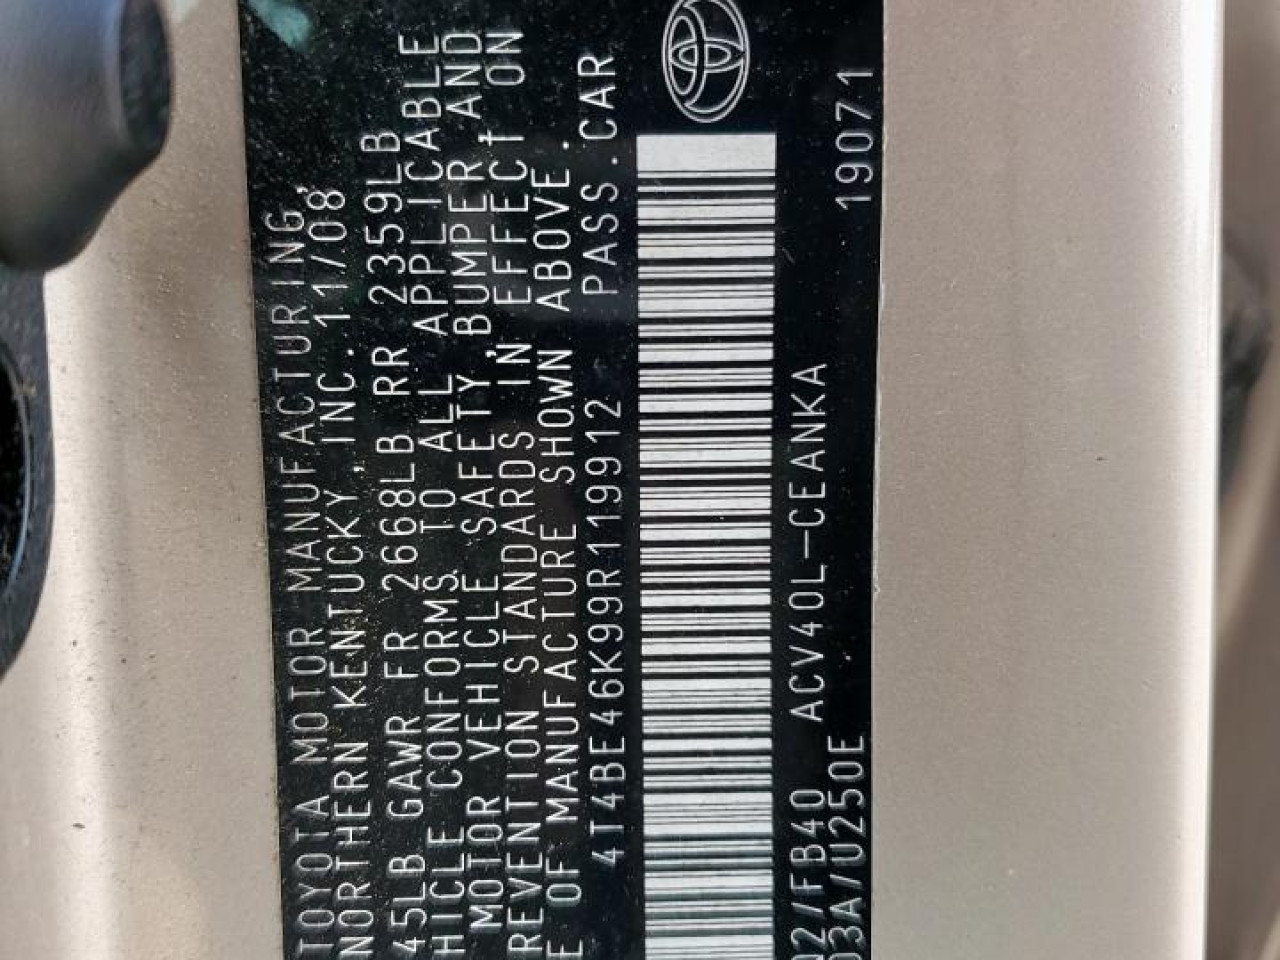 TOYOTA MOTOR MANUFACTURING,
NORTHERN KENTUCKY, INC. 11/08
45LB GAWR FR 2668LB RR 2359LB
HICLE CONFORMS TO ALL APPLICABLE
MOTOR VEHICLE SAFETY, BUMPER, AND
REVENTION STANDARDS IN EFFECT ON
E OF MANUFACTURE SHOWN ABOVE.
4T4BE46K99R119912 PASS.CAR
02/FB40 ACV40L-CEANKA 19071
03A/U250E